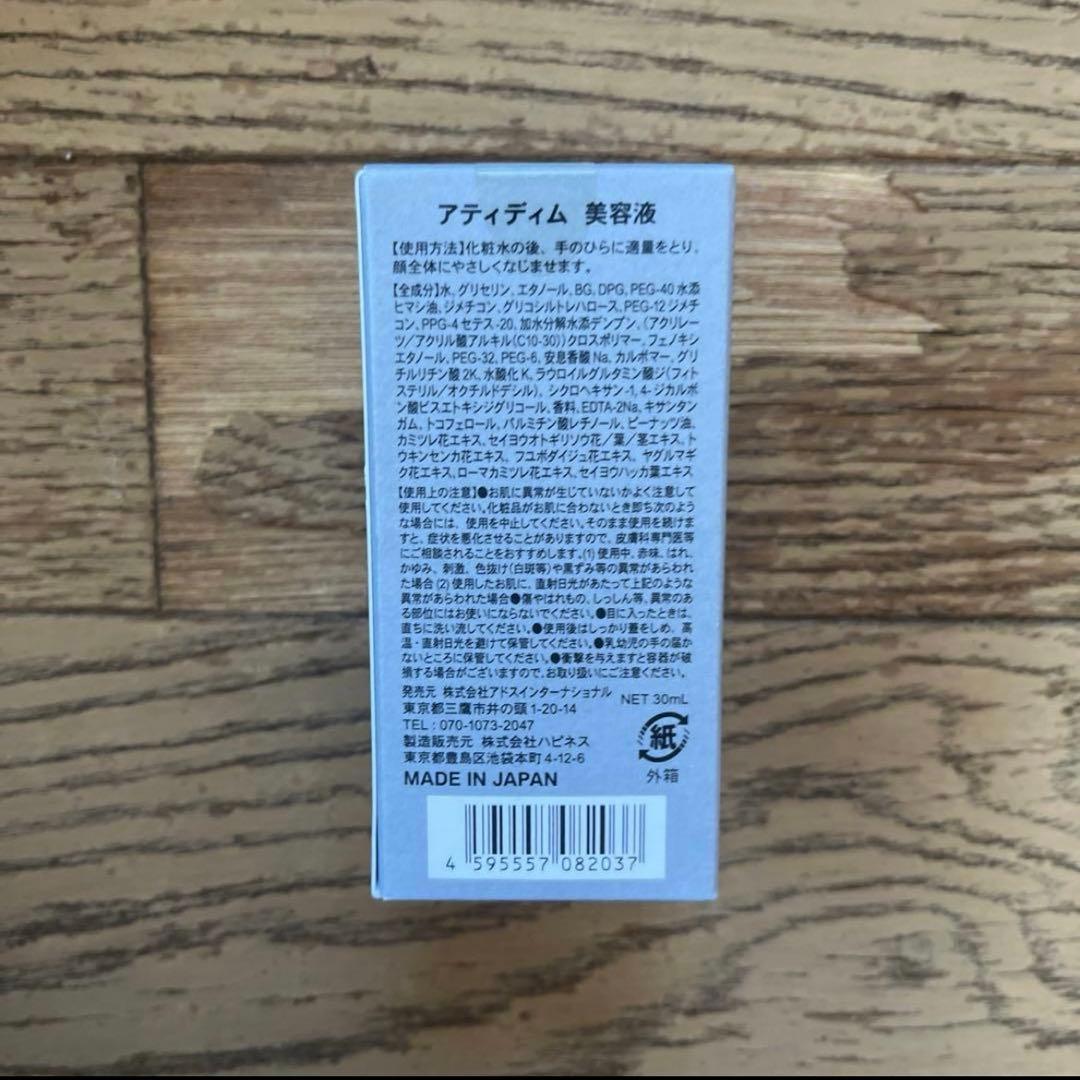 アティディム 美容液
【使用方法】化粧水の後、手のひらに適量をとり、
顔全体にやさしくなじませます。
【全成分】水、グリセリン、エタノール、BG、DPG、PEG-40水添
ヒマシ油、ジメチコン、グリコシルトレハロース、PEG-12ジメチ
コン、PPG-4セテス-20、加水分解水添デンプン、(アクリレー
ツ/アクリル酸アルキル(C10-30))クロスポリマー、フェノキシ
エタノール、PEG-32、PEG-6、安息香酸Na、カルボマー、グリ
チルリチン酸2K、水酸化K、ラウロイルグルタミン酸ジ(フィト
ステリル/オクチルドデシル)、シクロヘキサン-1,4-ジカルボ
ン酸ビスエトキシジグリコール、香料、EDTA-2Na、キサンタン
ガム、トコフェロール、パルミチン酸レチノール、ピーナッツ油、
カミツレ花エキス、セイヨウオトギリソウ花/葉/茎エキス、ト
ウキンセンカ花エキス、フユボダイジュ花エキス、ヤグルマギ
ク花エキス、ローマカミツレ花エキス、セイヨウハッカ葉エキス
【使用上の注意】●お肌に異常が生じていないかよく注意して
使用してください。化粧品がお肌に合わないとき即ち次のよう
な場合には、使用を中止してください。そのまま使用を続けま
すと、症状を悪化させることがありますので、皮膚科専門医等
にご相談されることをおすすめします。(1)使用中、赤味、はれ、
かゆみ、刺激、色抜け(白斑等)や黒ずみ等の異常があらわれ
た場合(2)使用したお肌に、直射日光があたって上記のような
異常があらわれた場合●傷やはれもの、しっしん等、異常のあ
る部位にはお使いにならないでください。●目に入ったときは、
直ちに洗い流してください。●使用後はしっかり蓋をしめ、高
温・直射日光を避けて保管してください。●乳幼児の手の届か
ないところに保管してください。●衝撃を与えますと容器が破
損する場合がございますので、お取り扱いにご注意ください。
発売元 株式会社アドスインターナショナル
NET 30mL
東京都三鷹市井の頭1-20-14
TEL : 070-1073-2047
製造販売元 株式会社ハピネス
東京都豊島区池袋本町4-12-6
MADE IN JAPAN
紙
外箱
4 595557 082037